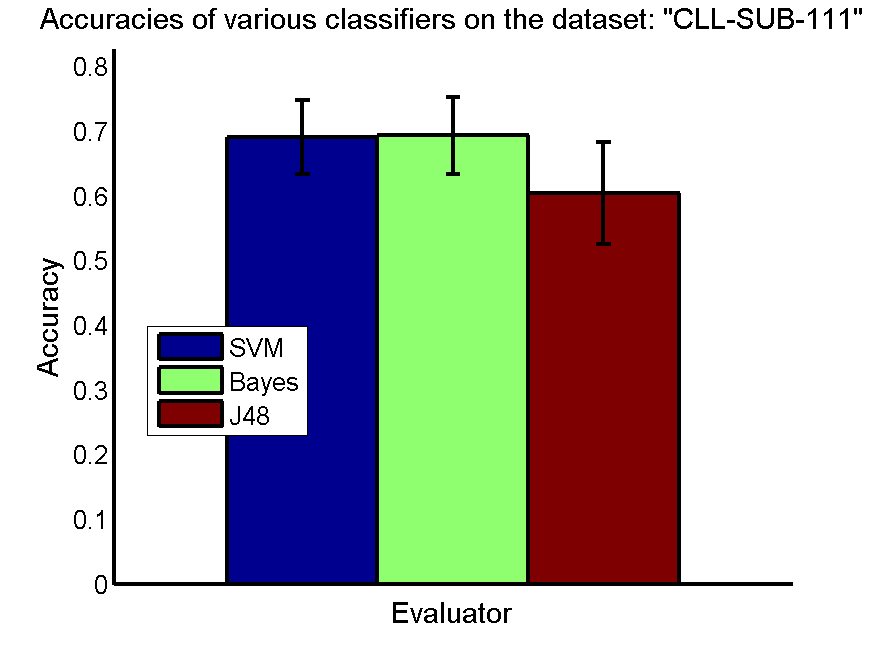 Accuracies of various classifiers on the dataset: "CLL-SUB-111"
0.8
0.7
0.6
0.5
0.4
0.3
0.2
0.1
0
Accuracy
SVM
Bayes
J48
Evaluator